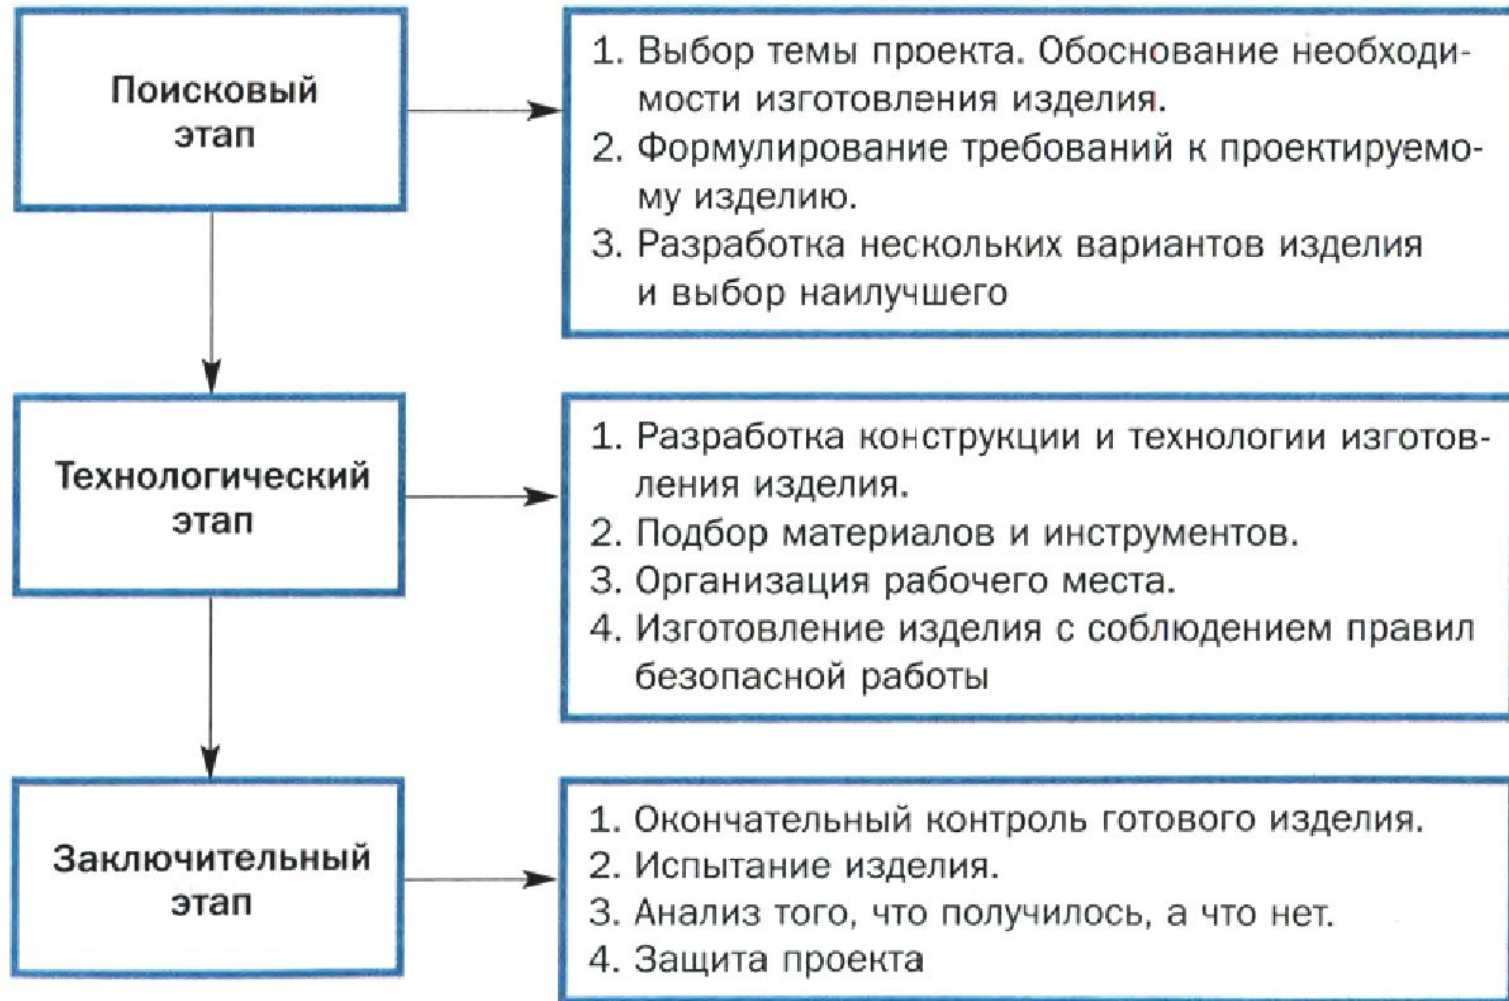 Поисковый
этап
1. Выбор темы проекта. Обоснование необходи-
мости изготовления изделия.
2. Формулирование требований к проектируемо-
му изделию.
3. Разработка нескольких вариантов изделия
и выбор наилучшего
Технологический
этап
1. Разработка конструкции и технологии изготов-
ления изделия.
2. Подбор материалов и инструментов.
3. Организация рабочего места.
4. Изготовление изделия с соблюдением правил
безопасной работы
Заключительный
этап
1. Окончательный контроль готового изделия.
2. Испытание изделия.
3. Анализ того, что получилось, а что нет.
4. Защита проекта